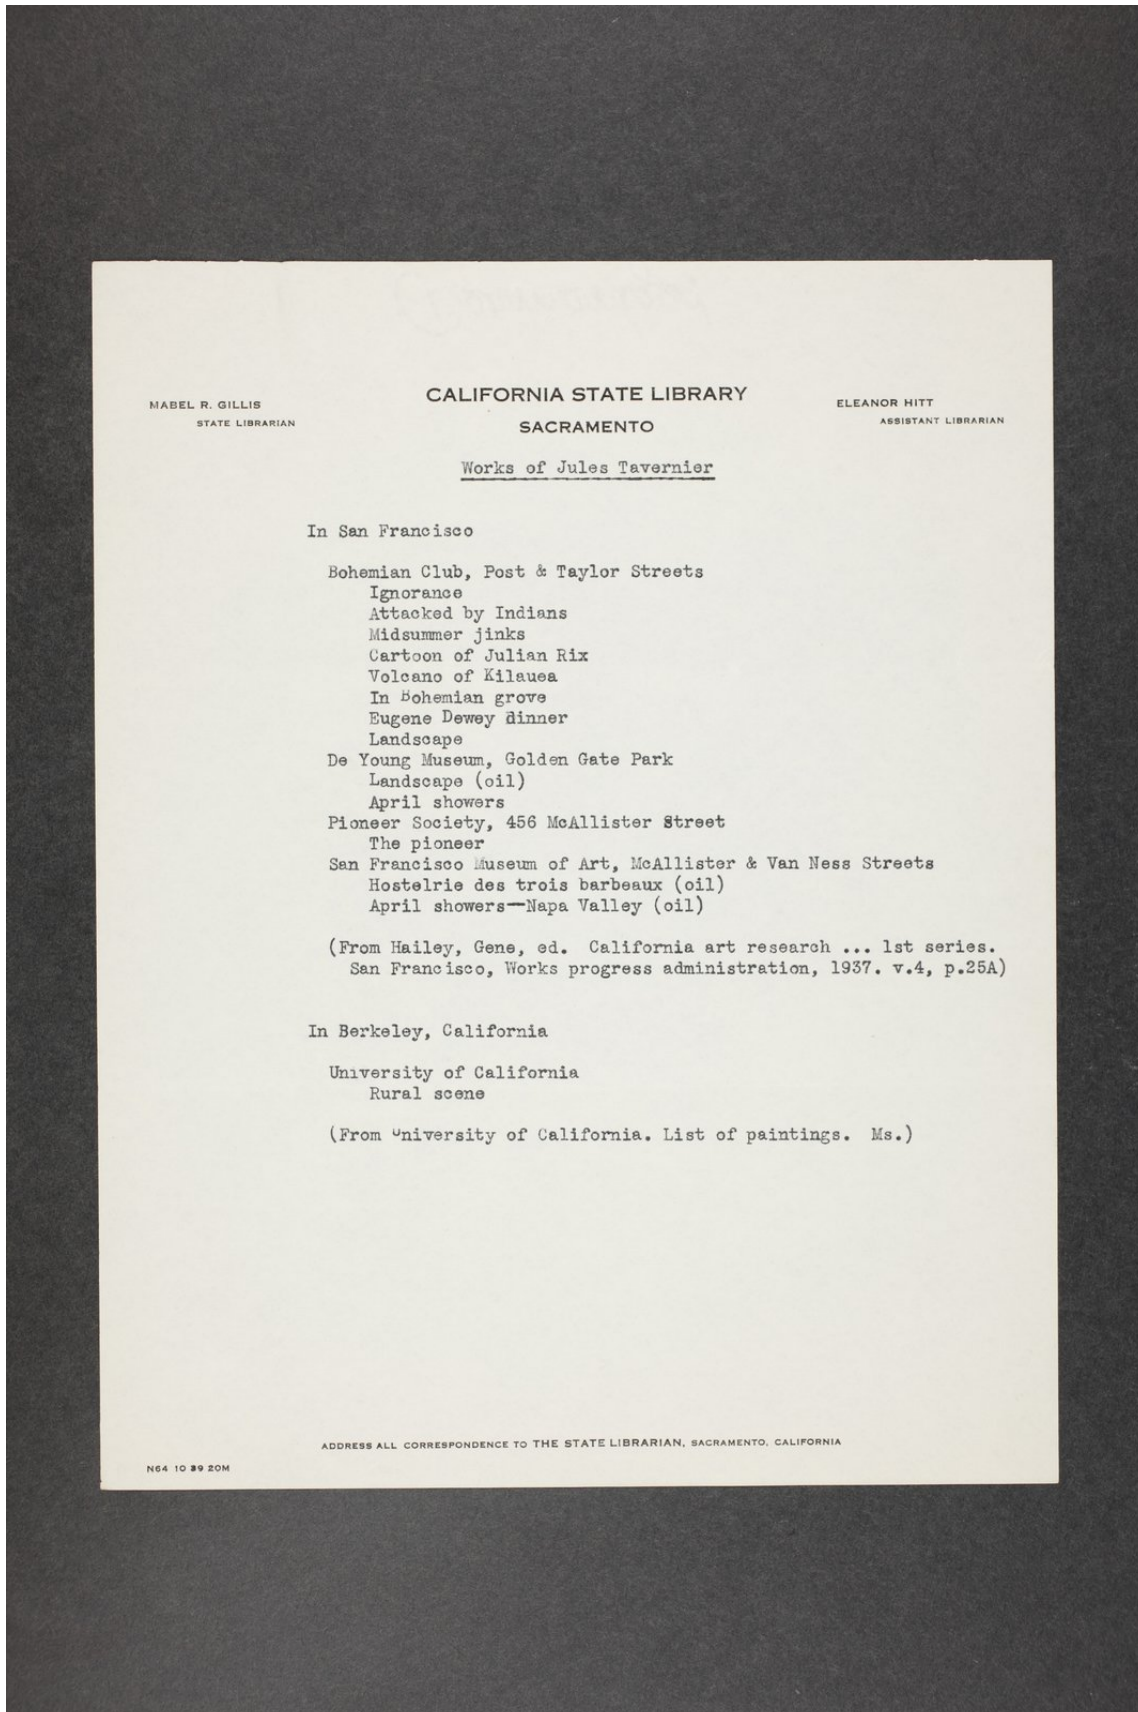 CALIFORNIA STATE LIBRARY
MABEL R. GILLIS
STATE LIBRARIAN
SACRAMENTO
ELEANOR HITT
ASSISTANT LIBRARIAN
Works of Jules Tavernier
In San Francisco
Bohemian Club, Post & Taylor Streets
Ignorance
Attacked by Indians
Midsummer jinks
Cartoon of Julian Rix
Volcano of Kilauea
In Bohemian grove
Eugene Dewey dinner
Landscape
De Young Museum, Golden Gate Park
Landscape (oil)
April showers
Pioneer Society, 456 McAllister Street
The pioneer
San Francisco Museum of Art, McAllister & Van Ness Streets
Hostelrie des trois barbeaux (oil)
April showers—Napa Valley (oil)
(From Hailey, Gene, ed. California art research ... 1st series.
San Francisco, Works progress administration, 1937. v.4, p.25A)
In Berkeley, California
University of California
Rural scene
(From University of California. List of paintings. Ms.)
ADDRESS ALL CORRESPONDENCE TO THE STATE LIBRARIAN, SACRAMENTO, CALIFORNIA
N64 10 39 20M